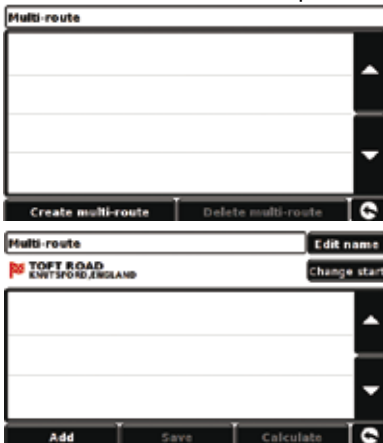 Multi-route
Create multi-route Delete multi-route
Multi-route Edit name
TOFT ROAD
KNUTSFORD,ENGLAND Change start
Add Save Calculate